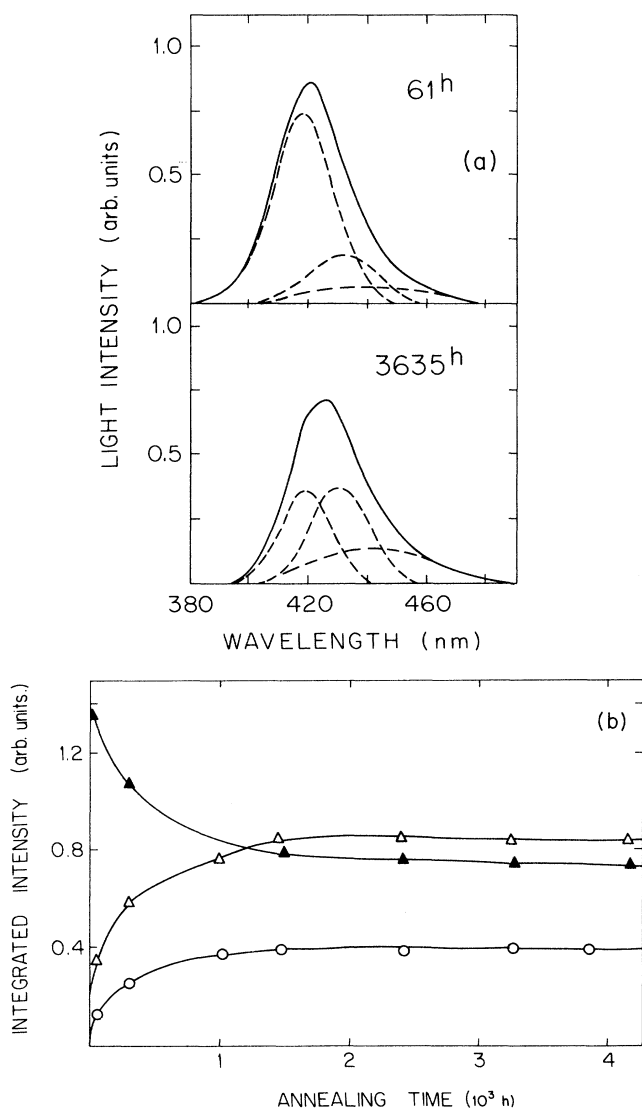 1.0
61h
(a)
0.5
LIGHT INTENSITY (arb. units)
1.0
3635h
0.5
380 420 460
WAVELENGTH (nm)
(b)
1.2
INTEGRATED INTENSITY (arb. units.)
0.8
0.4
1 2 3 4
ANNEALING TIME (10³ h)